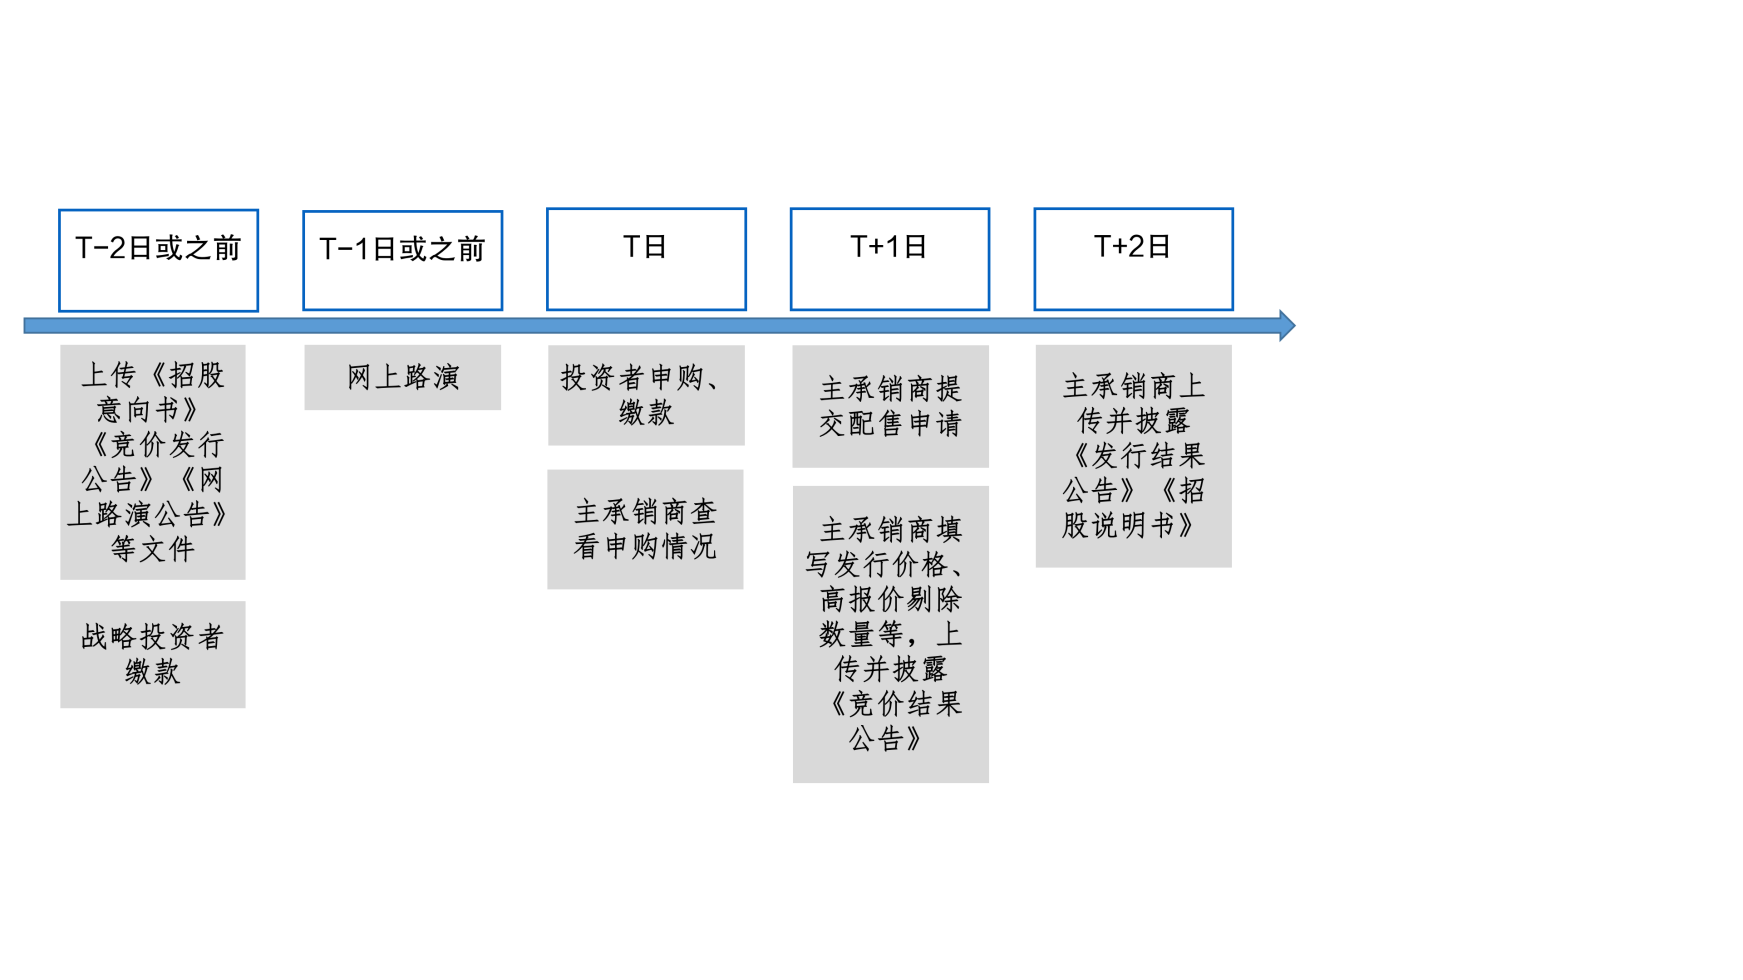 T-2日或之前
T-1日或之前
T日
T+1日
T+2日
上传《招股
意向书》
《竞价发行
公告》《网
上路演公告》
等文件
战略投资者
缴款
网上路演
投资者申购、
缴款
主承销商查
看申购情况
主承销商提
交配售申请
主承销商填
写发行价格、
高报价剔除
数量等，上
传并披露
《竞价结果
公告》
主承销商上
传并披露
《发行结果
公告》《招
股说明书》